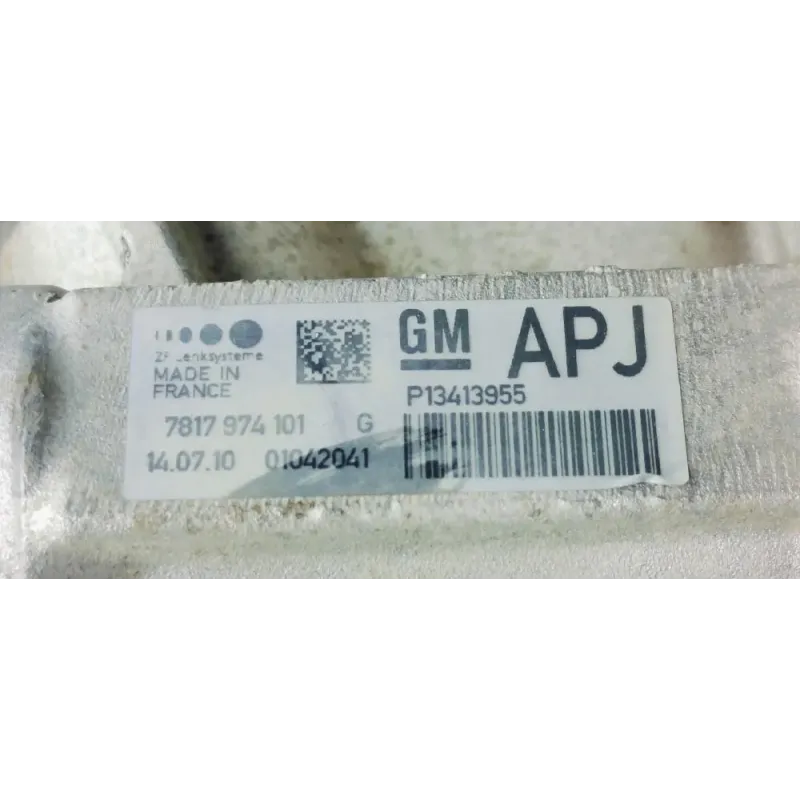 ZF Lenksysteme
MADE IN
FRANCE
7817 974 101 G
14.07.10 01042041
GM APJ
P13413955